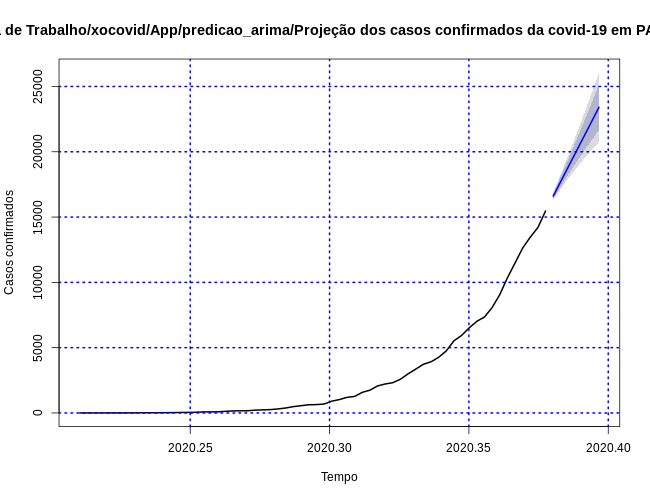 de Trabalho/xocovid/App/predicao_arima/Projeção dos casos confirmados da covid-19 em PA
Casos confirmados
25000
20000
15000
10000
5000
0
2020.25 2020.30 2020.35 2020.40
Tempo